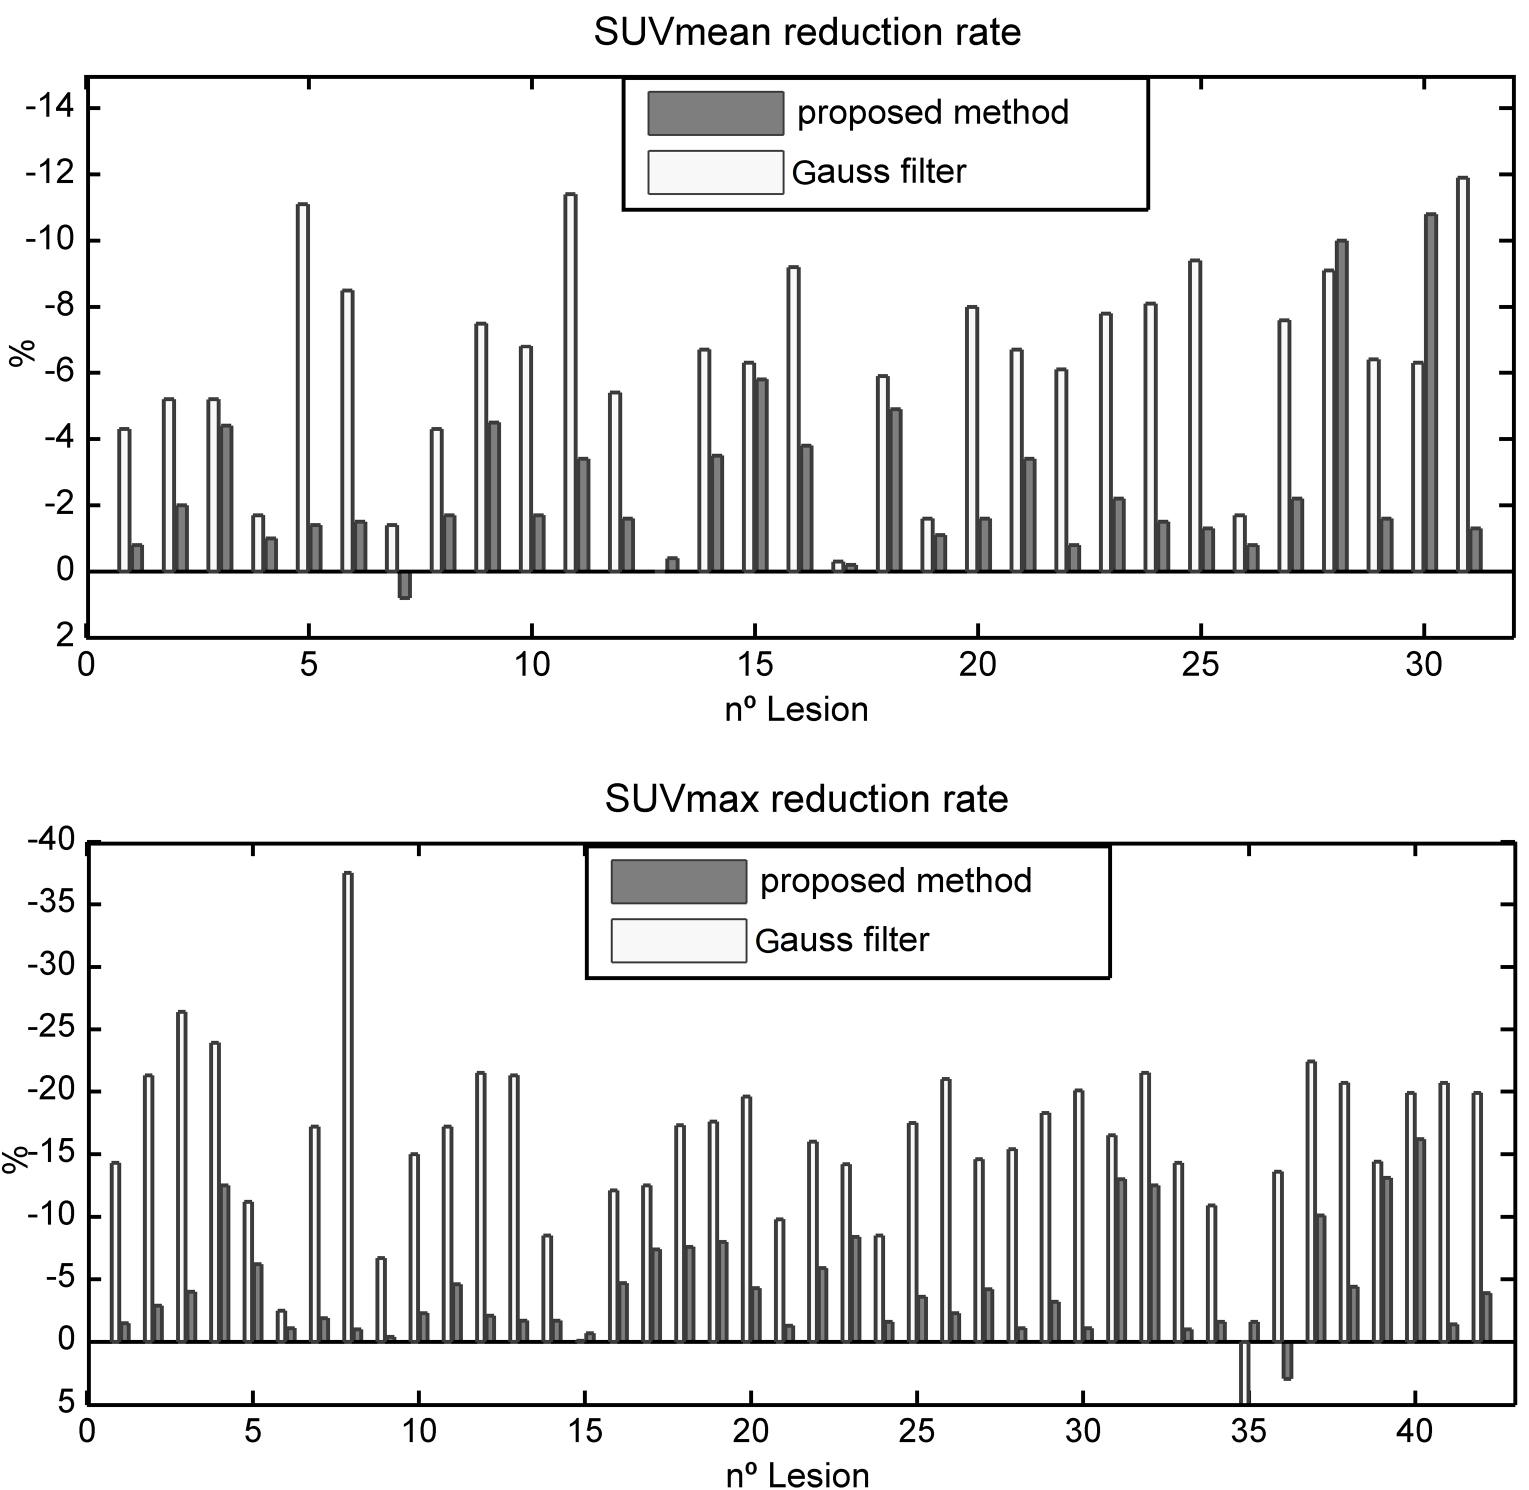 SUVmean reduction rate
-14
-12
-10
-8
-6
-4
-2
0
2
%
proposed method
Gauss filter
0 5 10 15 20 25 30
nº Lesion
SUVmax reduction rate
-40
-35
-30
-25
-20
-15
-10
-5
0
5
%
proposed method
Gauss filter
0 5 10 15 20 25 30 35 40
nº Lesion